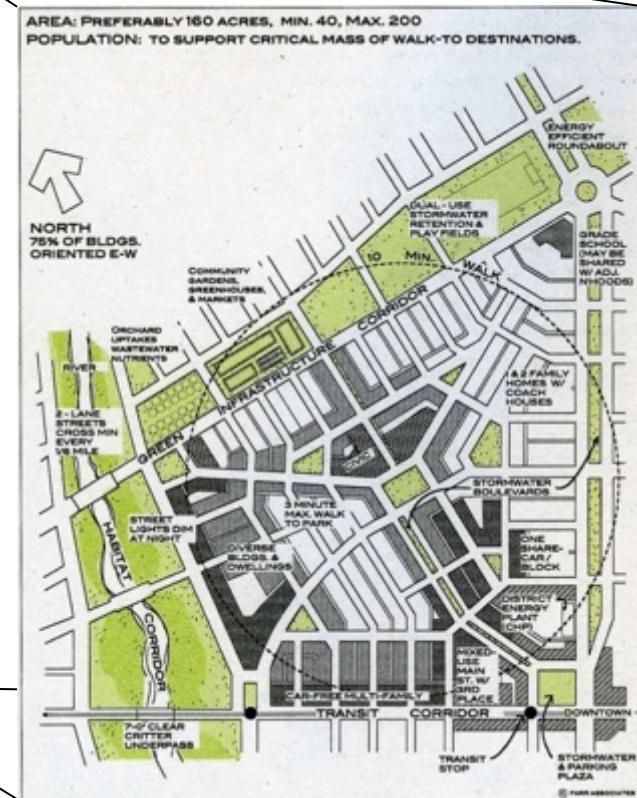 AREA: PREFERABLY 160 ACRES, MIN. 40, MAX. 200
POPULATION: TO SUPPORT CRITICAL MASS OF WALK-TO DESTINATIONS.
ENERGY
EFFICIENT
ROUNDABOUT
NORTH
75% OF BLDGS.
ORIENTED E-W
DUAL-USE
STORMWATER
RETENTION &
PLAY FIELDS
GRADE
SCHOOL
(MAY BE
SHARED
W/ ADJ.
N'HOODS)
10 MIN. WALK
COMMUNITY
GARDENS,
GREENHOUSES,
& MARKETS
ORCHARD
UPTAKES
WASTEWATER
NUTRIENTS
GREEN INFRASTRUCTURE CORRIDOR
RIVER
1 & 2 FAMILY
HOMES W/
COACH
HOUSES
2-LANE
STREETS
CROSS MIN
EVERY
1/8 MILE
CIVIC
STORMWATER
BOULEVARDS
3 MINUTE
MAX. WALK
TO PARK
STREET
LIGHTS DIM
AT NIGHT
DIVERSE
BLDGS. &
DWELLINGS
ONE
SHARE-
CAR /
BLOCK
HABITAT CORRIDOR
DISTRICT
ENERGY
PLANT
(CHP)
MIXED-
USE
MAIN
ST. W/
3RD
PLACE
CAR-FREE MULTI-FAMILY
TRANSIT CORRIDOR
DOWNTOWN
7'-0" CLEAR
CRITTER
UNDERPASS
TRANSIT
STOP
STORMWATER
& PARKING
PLAZA
© FARR ASSOCIATES